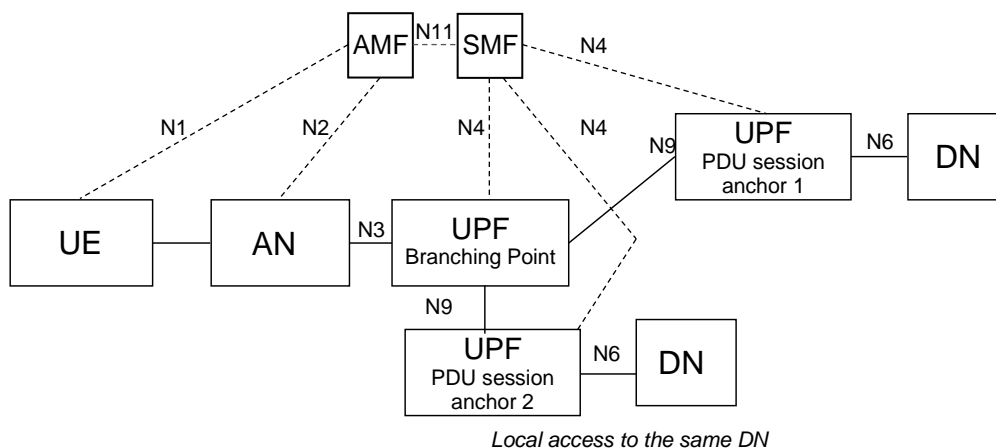 AMF
N11
SMF
N4
N1
N2
N4
N4
N9
UPF
PDU session
anchor 1
N6
DN
UE
AN
N3
UPF
Branching Point
N9
UPF
PDU session
anchor 2
N6
DN
Local access to the same DN